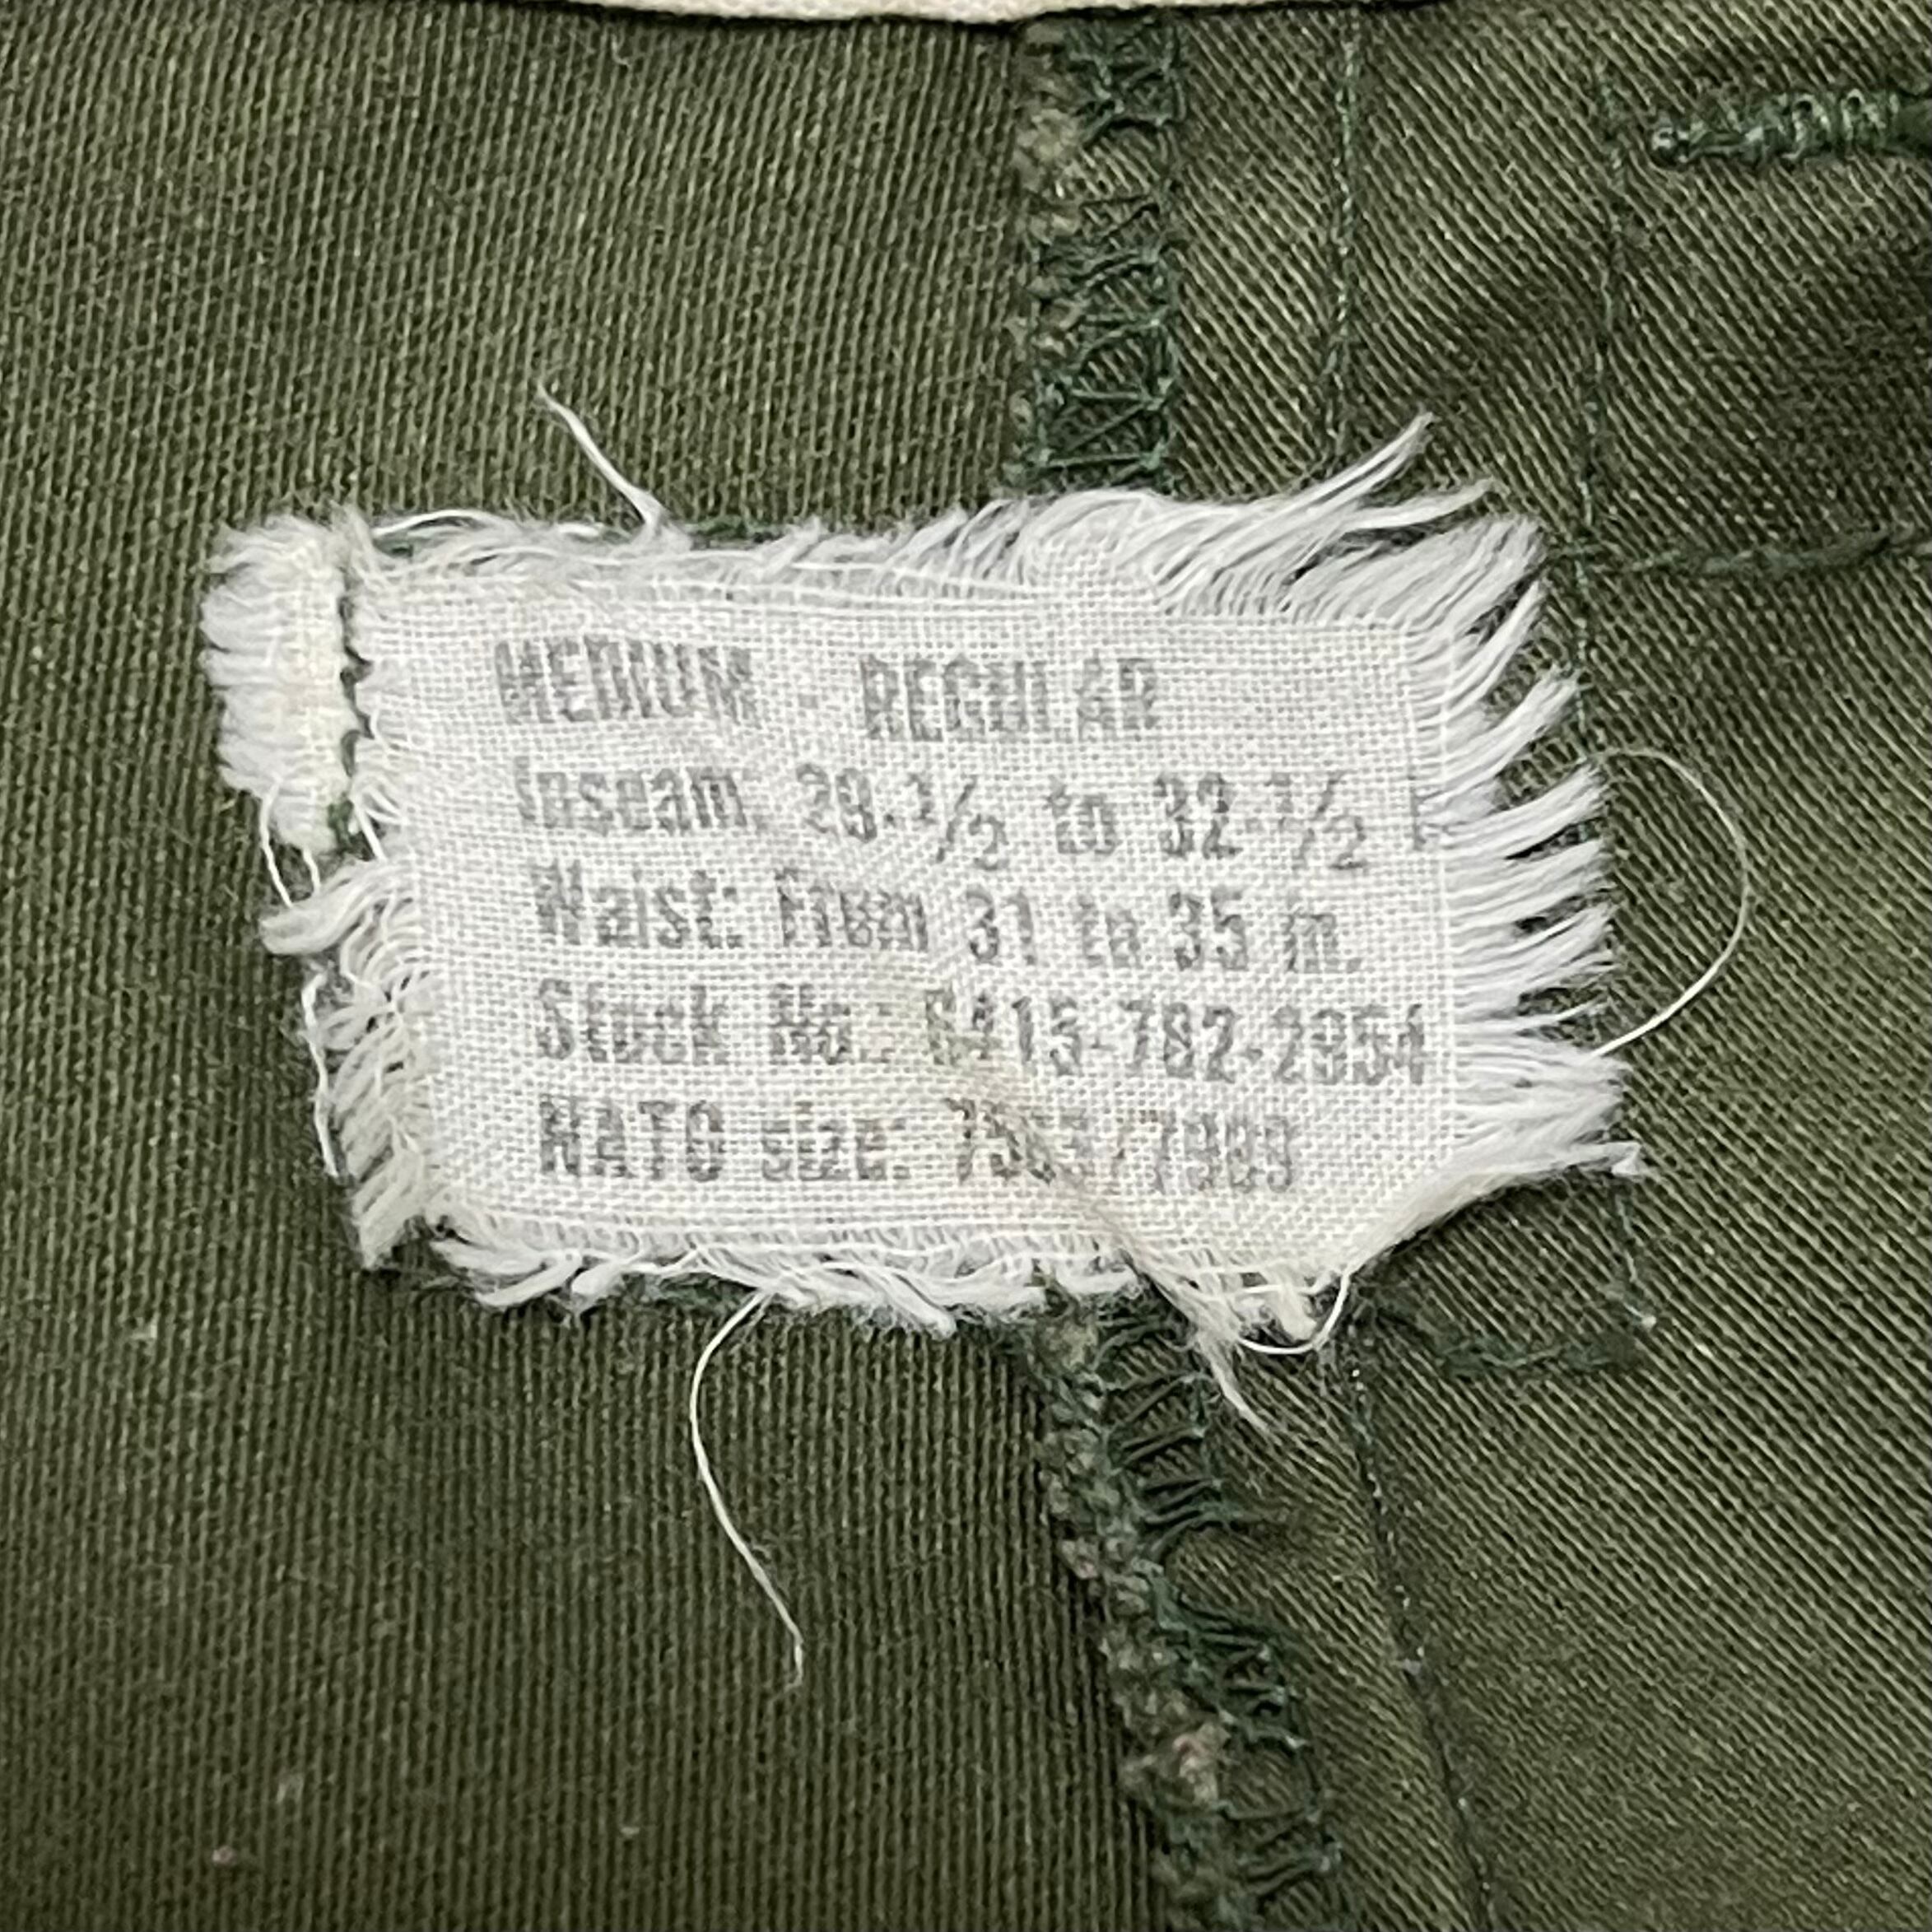 MEDIUM - REGULAR
Inseam: 29-1/2 to 32-1/2
Waist: From 31 to 35 in.
Stock No.: 8415-782-2954
NATO size: